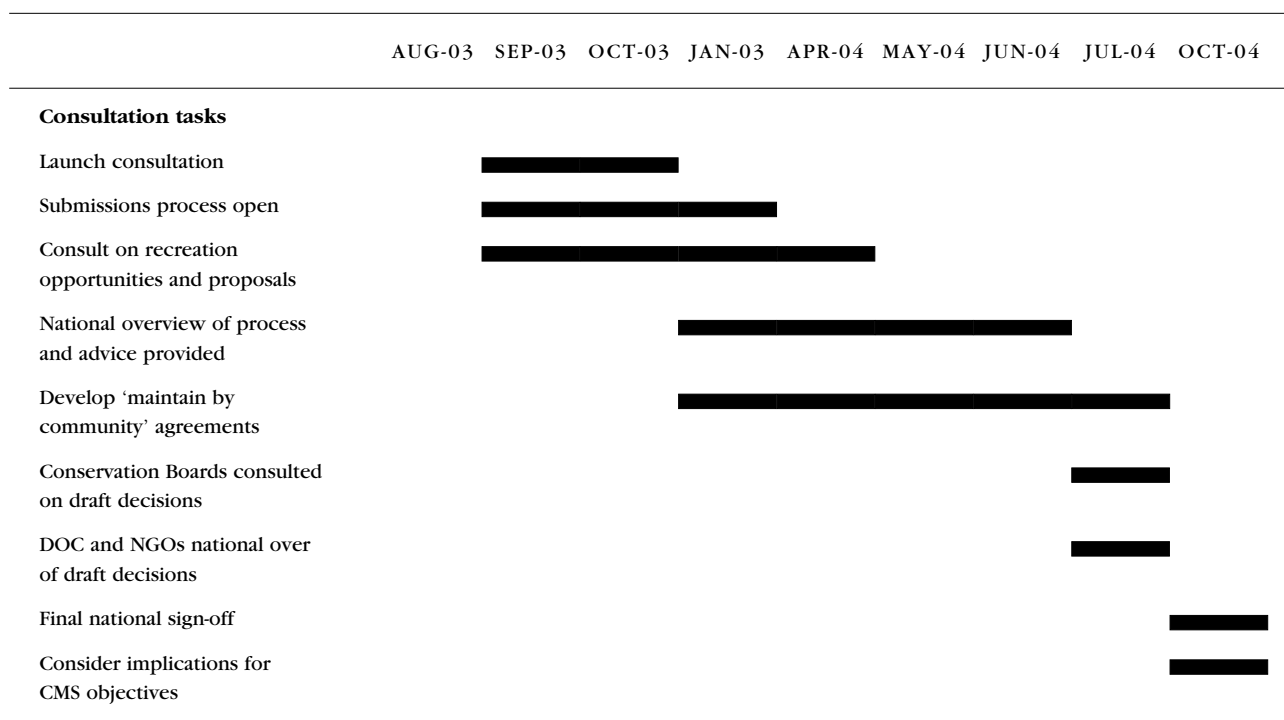 AUG-03 SEP-03 OCT-03 JAN-03 APR-04 MAY-04 JUN-04 JUL-04 OCT-04
Consultation tasks
Launch consultation
Submissions process open
Consult on recreation
opportunities and proposals
National overview of process
and advice provided
Develop ‘maintain by
community’ agreements
Conservation Boards consulted
on draft decisions
DOC and NGOs national over
of draft decisions
Final national sign-off
Consider implications for
CMS objectives